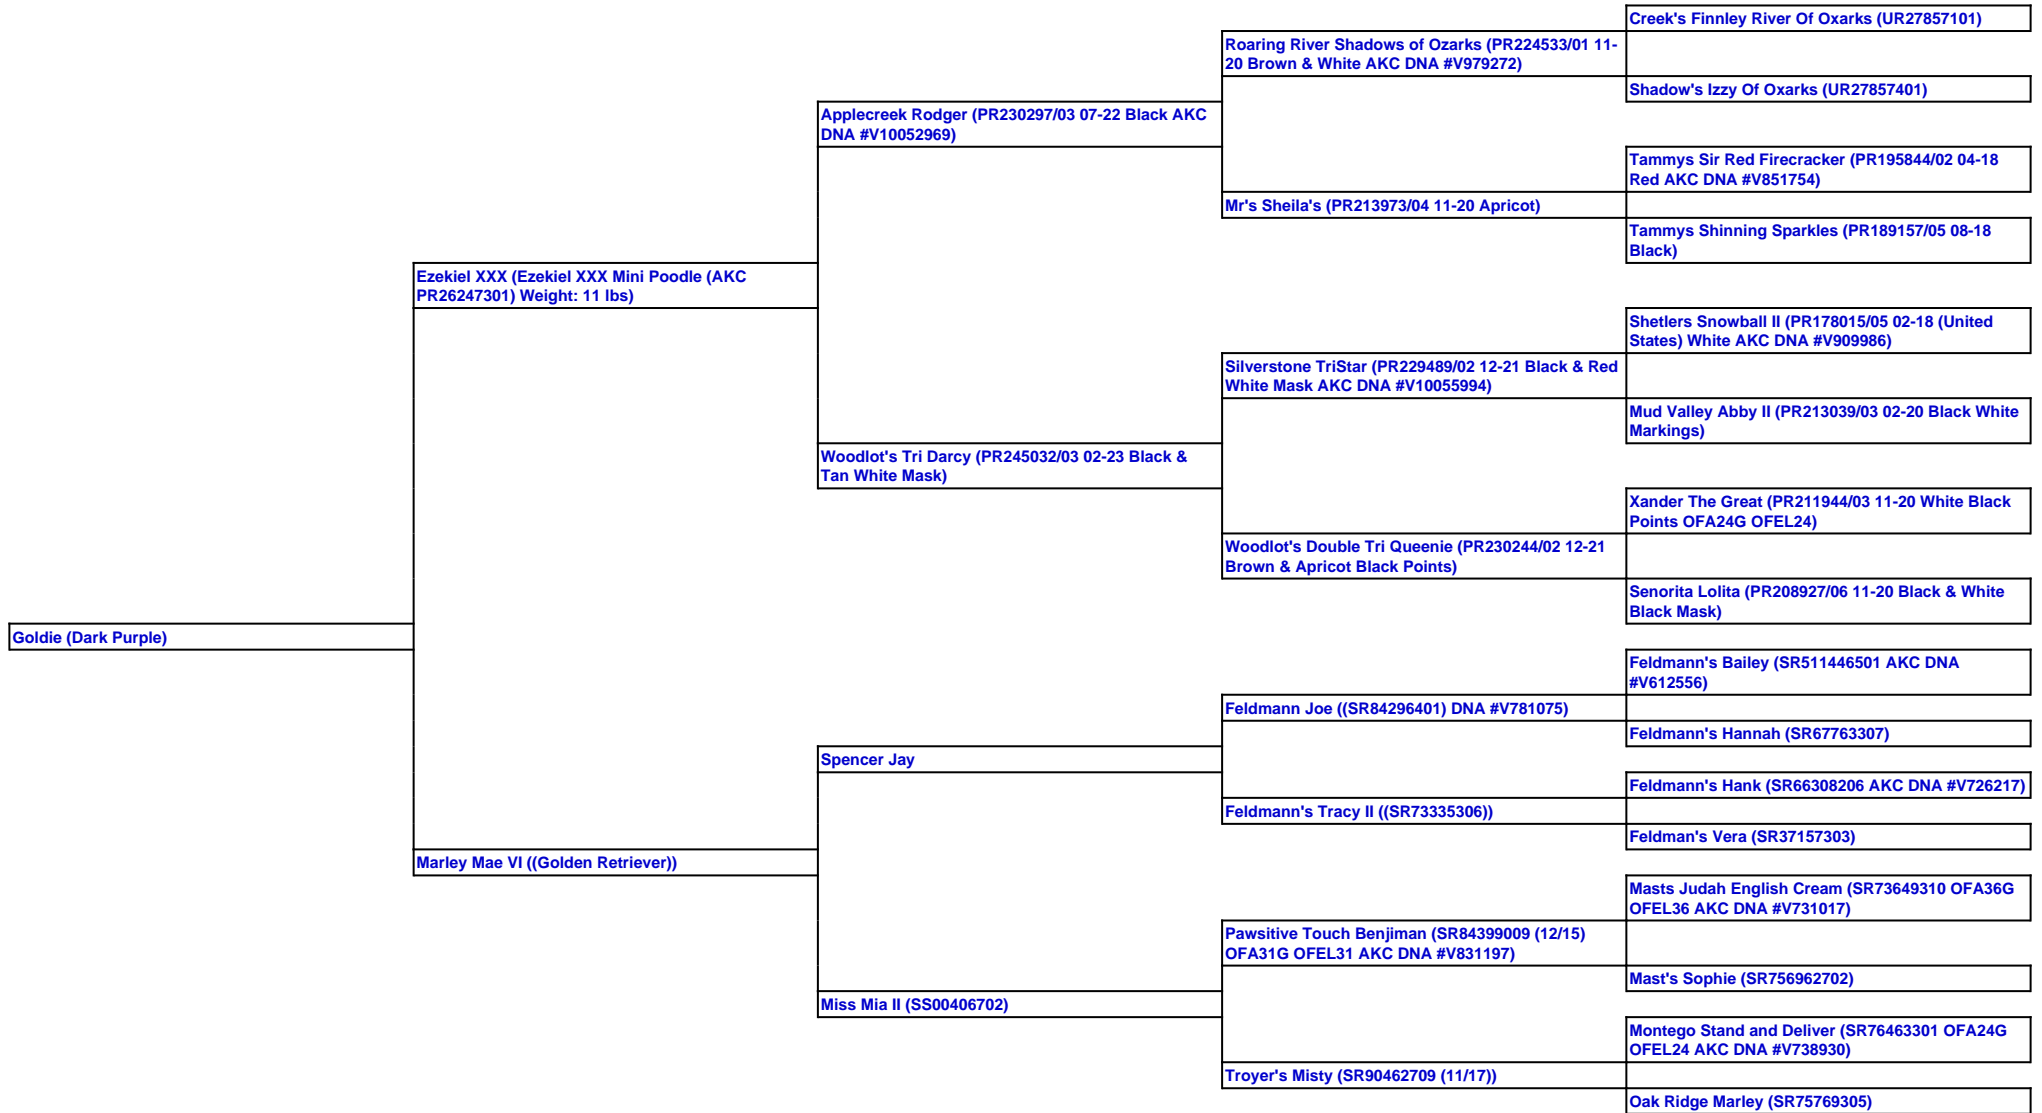 Creek's Finnley River Of Oxarks (UR27857101)
Roaring River Shadows of Ozarks (PR224533/01 11-
20 Brown & White AKC DNA #V979272)
Shadow's Izzy Of Oxarks (UR27857401)
Applecreek Rodger (PR230297/03 07-22 Black AKC
DNA #V10052969)
Tammys Sir Red Firecracker (PR195844/02 04-18
Red AKC DNA #V851754)
Mr's Sheila's (PR213973/04 11-20 Apricot)
Tammys Shinning Sparkles (PR189157/05 08-18
Black)
Ezekiel XXX (Ezekiel XXX Mini Poodle (AKC
PR26247301) Weight: 11 lbs)
Shetlers Snowball II (PR178015/05 02-18 (United
States) White AKC DNA #V909986)
Silverstone TriStar (PR229489/02 12-21 Black & Red
White Mask AKC DNA #V10055994)
Mud Valley Abby II (PR213039/03 02-20 Black White
Markings)
Woodlot's Tri Darcy (PR245032/03 02-23 Black &
Tan White Mask)
Xander The Great (PR211944/03 11-20 White Black
Points OFA24G OFEL24)
Woodlot's Double Tri Queenie (PR230244/02 12-21
Brown & Apricot Black Points)
Senorita Lolita (PR208927/06 11-20 Black & White
Black Mask)
Goldie (Dark Purple)
Feldmann's Bailey (SR511446501 AKC DNA
#V612556)
Feldmann Joe ((SR84296401) DNA #V781075)
Feldmann's Hannah (SR67763307)
Spencer Jay
Feldmann's Hank (SR66308206 AKC DNA #V726217)
Feldmann's Tracy II ((SR73335306))
Feldman's Vera (SR37157303)
Marley Mae VI ((Golden Retriever))
Masts Judah English Cream (SR73649310 OFA36G
OFEL36 AKC DNA #V731017)
Pawsitive Touch Benjiman (SR84399009 (12/15)
OFA31G OFEL31 AKC DNA #V831197)
Mast's Sophie (SR756962702)
Miss Mia II (SS00406702)
Montego Stand and Deliver (SR76463301 OFA24G
OFEL24 AKC DNA #V738930)
Troyer's Misty (SR90462709 (11/17))
Oak Ridge Marley (SR75769305)